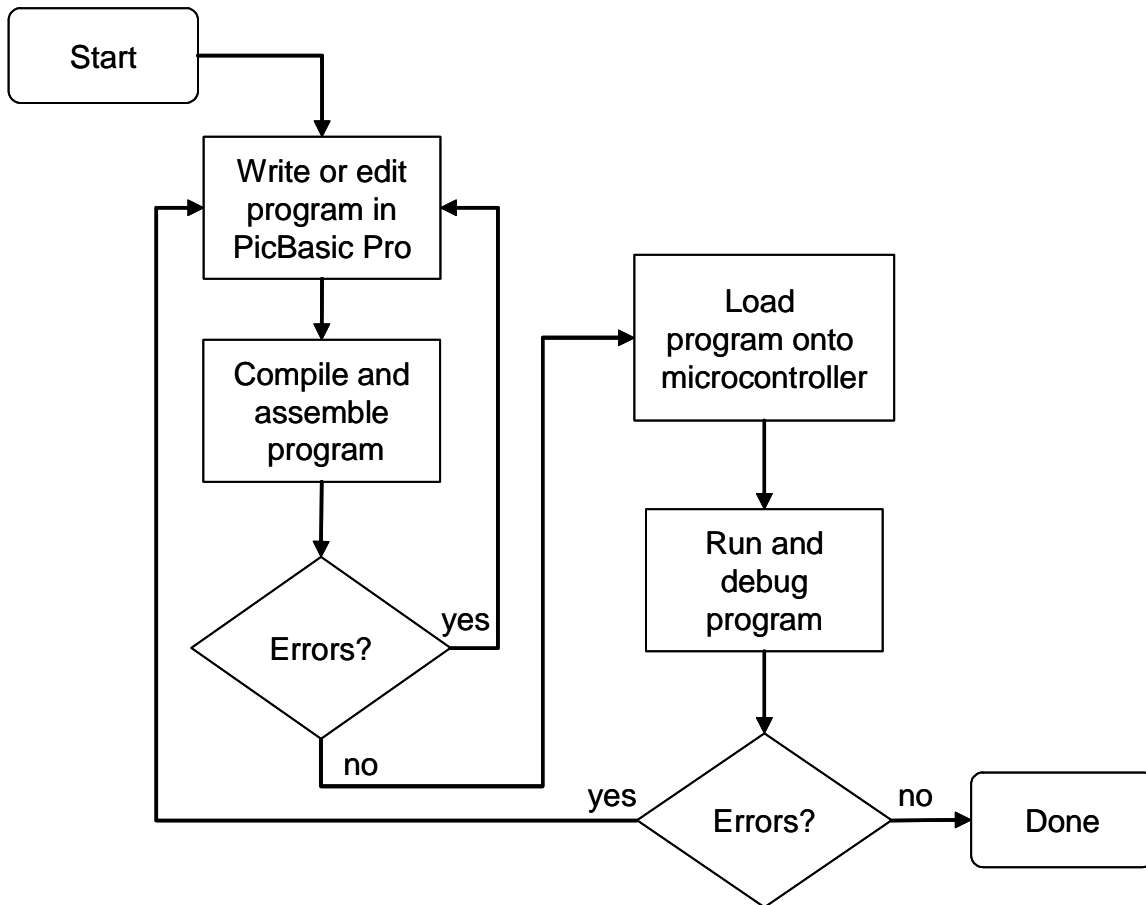 Start
Write or edit
program in
PicBasic Pro
Compile and
assemble
program
Errors?
yes
no
Load
program onto
microcontroller
Run and
debug
program
Errors?
yes
no
Done